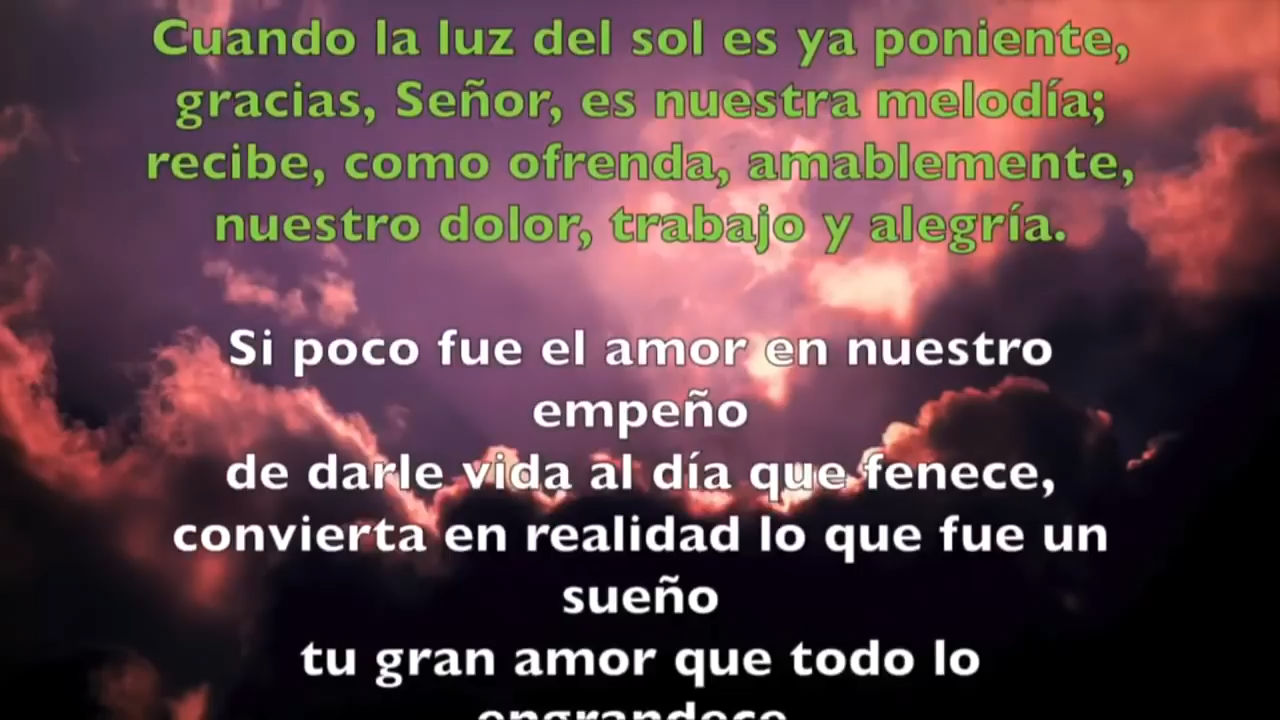 Cuando la luz del sol es ya poniente,
gracias, Señor, es nuestra melodía;
recibe, como ofrenda, amablemente,
nuestro dolor, trabajo y alegría.
Si poco fue el amor en nuestro
empeño
de darle vida al día que fenece,
convierta en realidad lo que fue un
sueño
tu gran amor que todo lo
engrandece